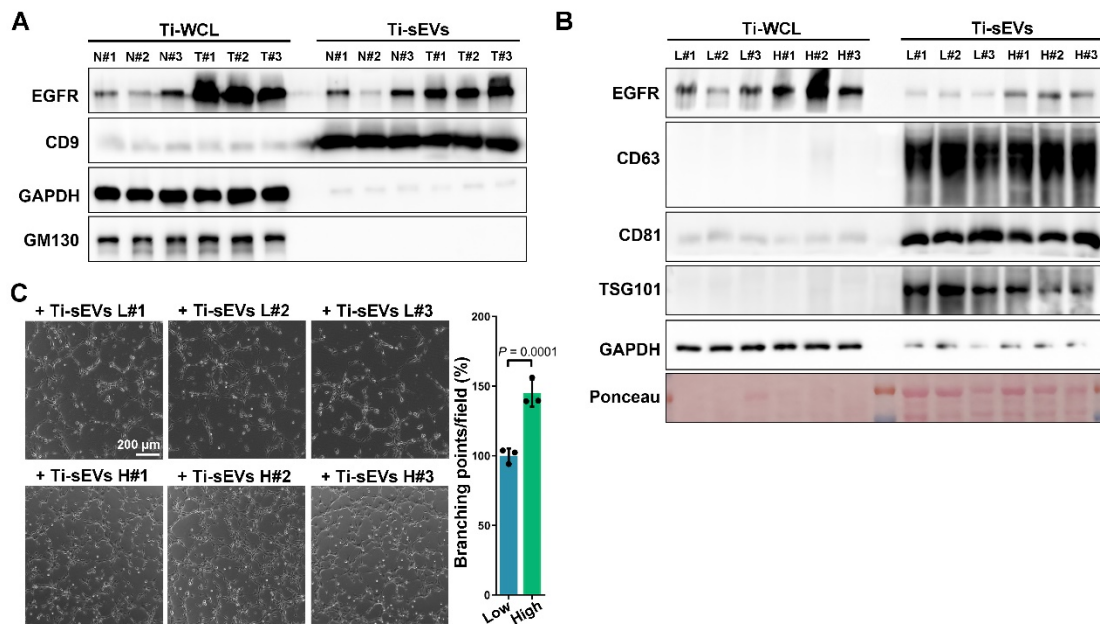 A
Ti-WCL Ti-sEVs
N#1 N#2 N#3 T#1 T#2 T#3 N#1 N#2 N#3 T#1 T#2 T#3
EGFR
CD9
GAPDH
GM130
B
Ti-WCL Ti-sEVs
L#1 L#2 L#3 H#1 H#2 H#3 L#1 L#2 L#3 H#1 H#2 H#3
EGFR
CD63
CD81
TSG101
GAPDH
Ponceau
C
+ Ti-sEVs L#1 + Ti-sEVs L#2 + Ti-sEVs L#3
200 µm
+ Ti-sEVs H#1 + Ti-sEVs H#2 + Ti-sEVs H#3
Branching points/field (%)
200
150
100
50
0
P = 0.0001
Low High